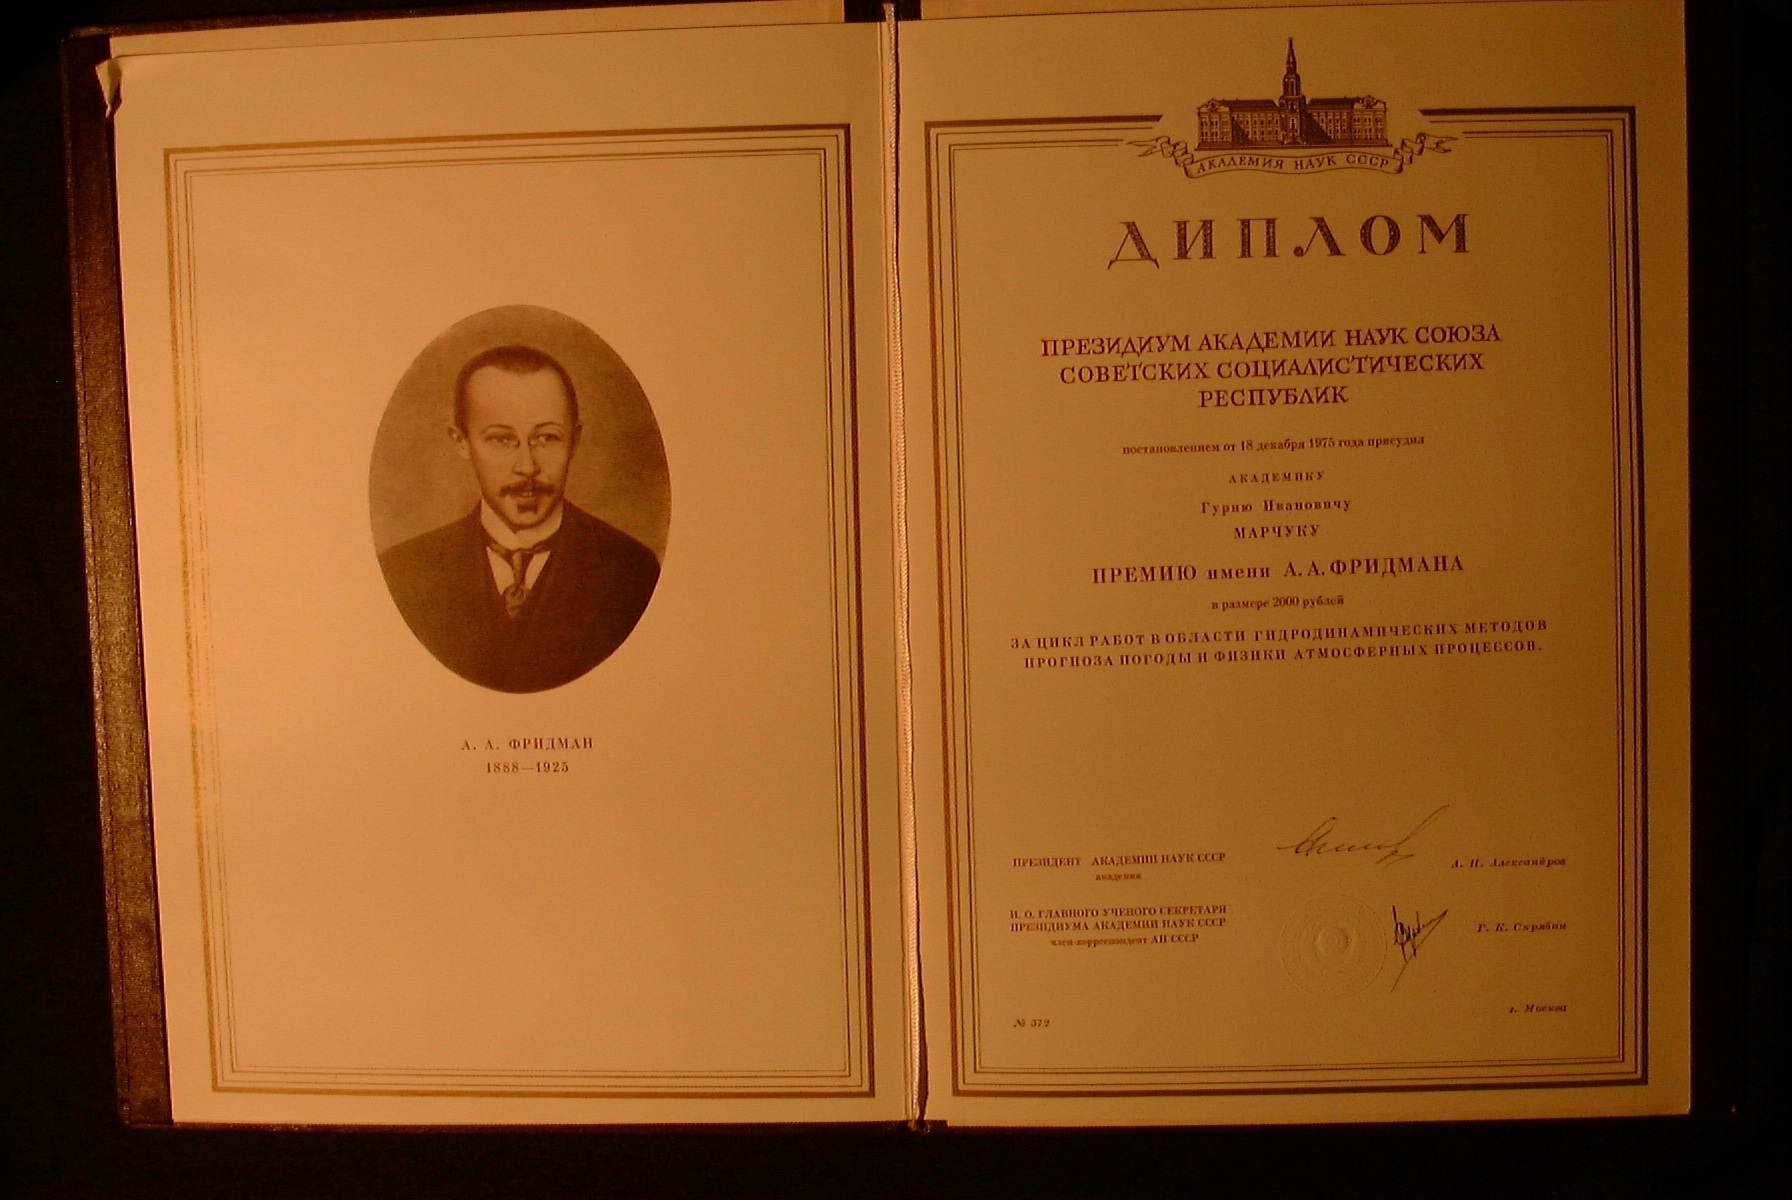 А. А. ФРИДМАН
1888—1925
АКАДЕМИЯ НАУК СССР
ДИПЛОМ
ПРЕЗИДИУМ АКАДЕМИИ НАУК СОЮЗА
СОВЕТСКИХ СОЦИАЛИСТИЧЕСКИХ
РЕСПУБЛИК
постановлением от 18 декабря 1975 года присудил
АКАДЕМИКУ
Гурию Ивановичу
МАРЧУКУ
ПРЕМИЮ имени А. А. ФРИДМАНА
в размере 2000 рублей
ЗА ЦИКЛ РАБОТ В ОБЛАСТИ ГИДРОДИНАМИЧЕСКИХ МЕТОДОВ
ПРОГНОЗА ПОГОДЫ И ФИЗИКИ АТМОСФЕРНЫХ ПРОЦЕССОВ.
ПРЕЗИДЕНТ АКАДЕМИИ НАУК СССР
академик
А. П. Александров
И. О. ГЛАВНОГО УЧЕНОГО СЕКРЕТАРЯ
ПРЕЗИДИУМА АКАДЕМИИ НАУК СССР
член-корреспондент АН СССР
Г. К. Скрябин
г. Москва
№ 372